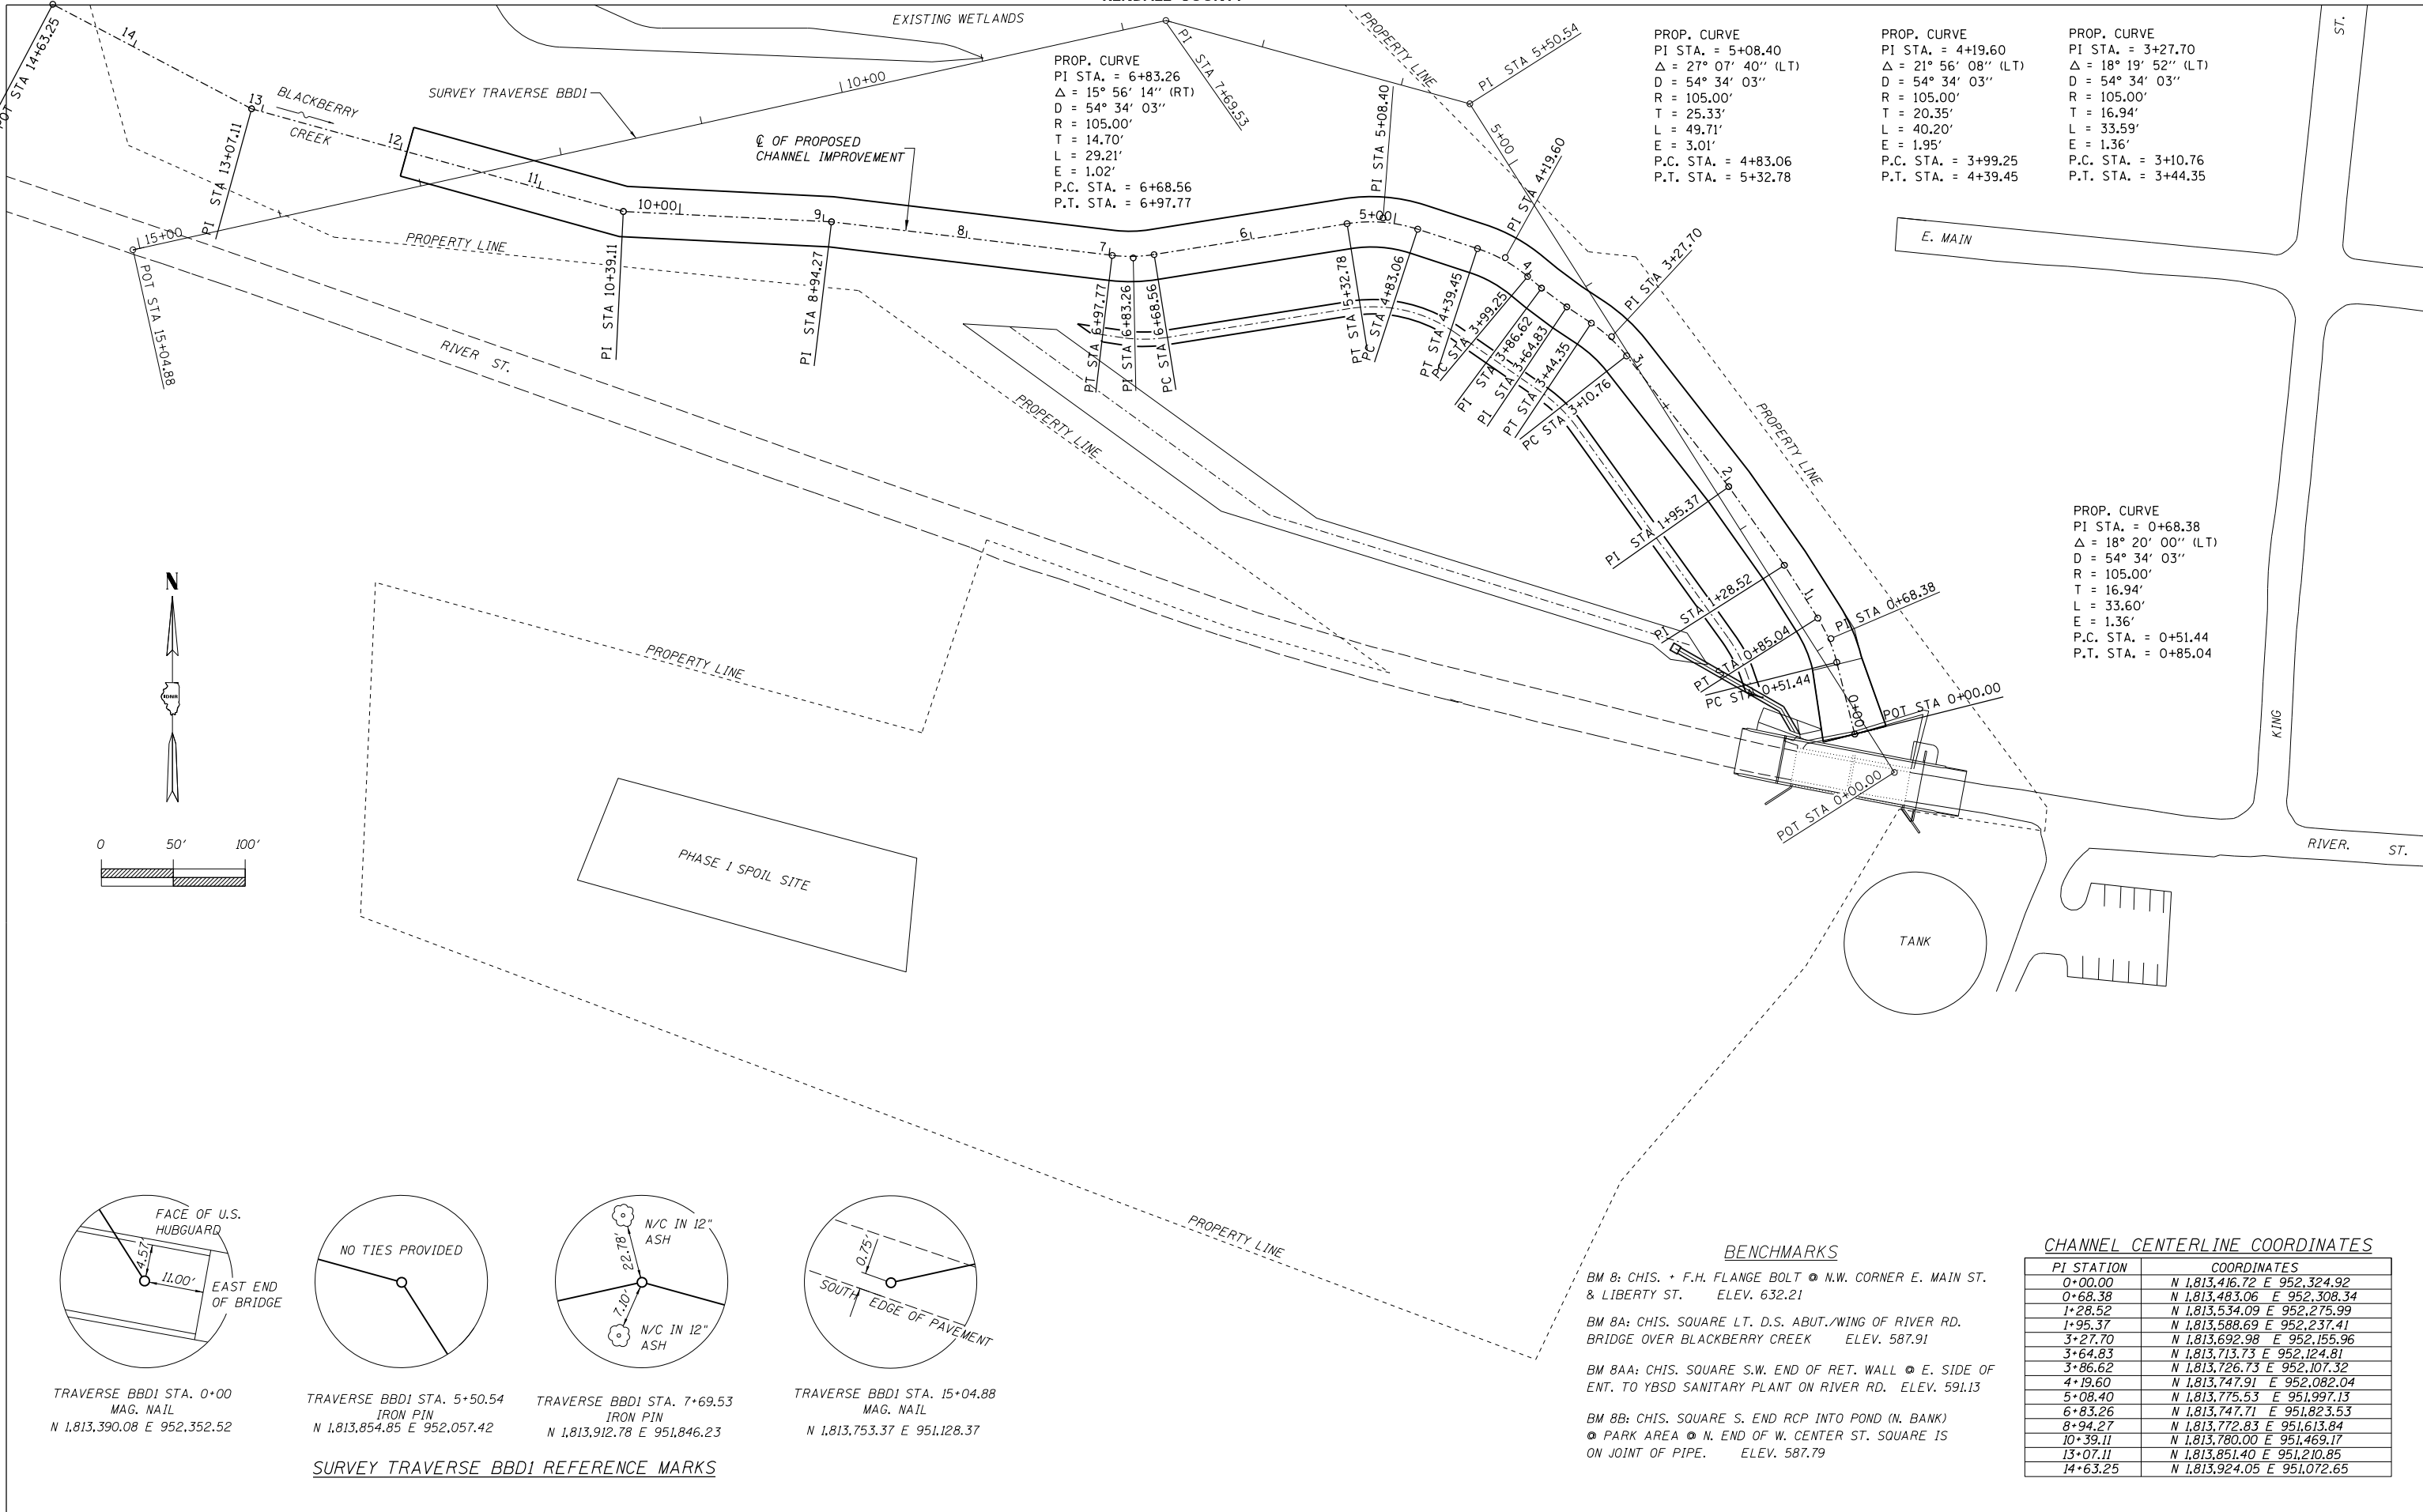 EXISTING WETLANDS
PROPERTY LINE
PI STA 5+50.54
PI STA 7+69.53
14
POT STA 14+63.25
13
BLACKBERRY
CREEK
PI STA 13+07.11
12
SURVEY TRAVERSE BBD1
10+00
5+00
11
10+00
9
8
7
6
5+00
4
3
2
1
0+00
℄ OF PROPOSED
CHANNEL IMPROVEMENT
PROP. CURVE
PI STA. = 6+83.26
Δ = 15° 56' 14'' (RT)
D = 54° 34' 03''
R = 105.00'
T = 14.70'
L = 29.21'
E = 1.02'
P.C. STA. = 6+68.56
P.T. STA. = 6+97.77
PROP. CURVE
PI STA. = 5+08.40
Δ = 27° 07' 40'' (LT)
D = 54° 34' 03''
R = 105.00'
T = 25.33'
L = 49.71'
E = 3.01'
P.C. STA. = 4+83.06
P.T. STA. = 5+32.78
PROP. CURVE
PI STA. = 4+19.60
Δ = 21° 56' 08'' (LT)
D = 54° 34' 03''
R = 105.00'
T = 20.35'
L = 40.20'
E = 1.95'
P.C. STA. = 3+99.25
P.T. STA. = 4+39.45
PROP. CURVE
PI STA. = 3+27.70
Δ = 18° 19' 52'' (LT)
D = 54° 34' 03''
R = 105.00'
T = 16.94'
L = 33.59'
E = 1.36'
P.C. STA. = 3+10.76
P.T. STA. = 3+44.35
ST.
E. MAIN
PI STA 5+08.40
PI STA 4+19.60
PI STA 3+27.70
15+00
POT STA 15+04.88
PROPERTY LINE
RIVER ST.
PI STA 10+39.11
PI STA 8+94.27
PT STA 6+97.77
PI STA 6+83.26
PC STA 6+68.56
PT STA 5+32.78
PC STA 4+83.06
PT STA 4+39.45
PC STA 3+99.25
PI STA 3+86.62
PI STA 3+64.83
PT STA 3+44.35
PC STA 3+10.76
PROPERTY LINE
PROPERTY LINE
PI STA 1+95.37
PI STA 1+28.52
PT STA 0+85.04
PC STA 0+51.44
PI STA 0+68.38
POT STA 0+00.00
POT STA 0+00.00
PROP. CURVE
PI STA. = 0+68.38
Δ = 18° 20' 00'' (LT)
D = 54° 34' 03''
R = 105.00'
T = 16.94'
L = 33.60'
E = 1.36'
P.C. STA. = 0+51.44
P.T. STA. = 0+85.04
N
IDNR
0 50' 100'
PROPERTY LINE
PHASE 1 SPOIL SITE
KING
RIVER. ST.
TANK
PROPERTY LINE
FACE OF U.S.
HUBGUARD
4.57'
11.00'
EAST END
OF BRIDGE
TRAVERSE BBD1 STA. 0+00
MAG. NAIL
N 1,813,390.08 E 952,352.52
NO TIES PROVIDED
TRAVERSE BBD1 STA. 5+50.54
IRON PIN
N 1,813,854.85 E 952,057.42
N/C IN 12"
ASH
22.78'
7.10'
N/C IN 12"
ASH
TRAVERSE BBD1 STA. 7+69.53
IRON PIN
N 1,813,912.78 E 951,846.23
0.75'
SOUTH EDGE OF PAVEMENT
TRAVERSE BBD1 STA. 15+04.88
MAG. NAIL
N 1,813,753.37 E 951,128.37
SURVEY TRAVERSE BBD1 REFERENCE MARKS
BENCHMARKS
BM 8: CHIS. + F.H. FLANGE BOLT @ N.W. CORNER E. MAIN ST.
& LIBERTY ST. ELEV. 632.21
BM 8A: CHIS. SQUARE LT. D.S. ABUT./WING OF RIVER RD.
BRIDGE OVER BLACKBERRY CREEK ELEV. 587.91
BM 8AA: CHIS. SQUARE S.W. END OF RET. WALL @ E. SIDE OF
ENT. TO YBSD SANITARY PLANT ON RIVER RD. ELEV. 591.13
BM 8B: CHIS. SQUARE S. END RCP INTO POND (N. BANK)
@ PARK AREA @ N. END OF W. CENTER ST. SQUARE IS
ON JOINT OF PIPE. ELEV. 587.79
CHANNEL CENTERLINE COORDINATES
PI STATION COORDINATES
0+00.00 N 1,813,416.72 E 952,324.92
0+68.38 N 1,813,483.06 E 952,308.34
1+28.52 N 1,813,534.09 E 952,275.99
1+95.37 N 1,813,588.69 E 952,237.41
3+27.70 N 1,813,692.98 E 952,155.96
3+64.83 N 1,813,713.73 E 952,124.81
3+86.62 N 1,813,726.73 E 952,107.32
4+19.60 N 1,813,747.91 E 952,082.04
5+08.40 N 1,813,775.53 E 951,997.13
6+83.26 N 1,813,747.71 E 951,823.53
8+94.27 N 1,813,772.83 E 951,613.84
10+39.11 N 1,813,780.00 E 951,469.17
13+07.11 N 1,813,851.40 E 951,210.85
14+63.25 N 1,813,924.05 E 951,072.65